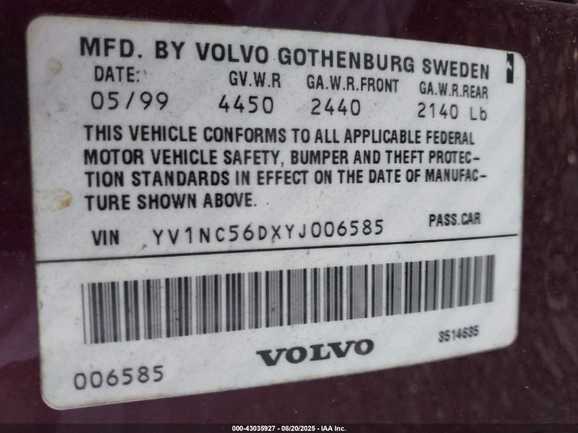 MFD. BY VOLVO GOTHENBURG SWEDEN
DATE: GV.W.R GA.W.R.FRONT GA.W.R.REAR
05/99 4450 2440 2140 Lb
THIS VEHICLE CONFORMS TO ALL APPLICABLE FEDERAL
MOTOR VEHICLE SAFETY, BUMPER AND THEFT PROTEC-
TION STANDARDS IN EFFECT ON THE DATE OF MANUFAC-
TURE SHOWN ABOVE.
VIN YV1NC56DXYJ006585 PASS.CAR
006585 VOLVO 3514635
000-43035927 - 08/20/2025 - IAA Inc.